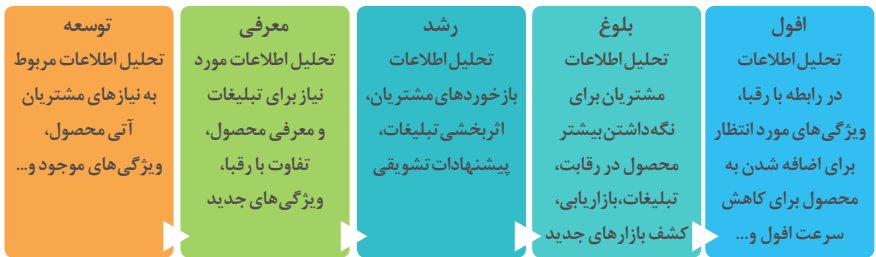 توسعه
تحلیل اطلاعات مربوط
به نیازهای مشتریان
آتی محصول،
ویژگی‌های موجود و...
معرفی
تحلیل اطلاعات مورد
نیاز برای تبلیغات
و معرفی محصول،
تفاوت با رقبا،
ویژگی‌های جدید
رشد
تحلیل اطلاعات
بازخوردهای مشتریان،
اثربخشی تبلیغات،
پیشنهادات تشویقی
بلوغ
تحلیل اطلاعات
مشتریان برای
نگه‌داشتن بیشتر
محصول در رقابت،
تبلیغات،بازاریابی،
کشف بازارهای جدید
افول
تحلیل اطلاعات
در رابطه با رقبا،
ویژگی‌های مورد انتظار
برای اضافه شدن به
محصول برای کاهش
سرعت افول و...